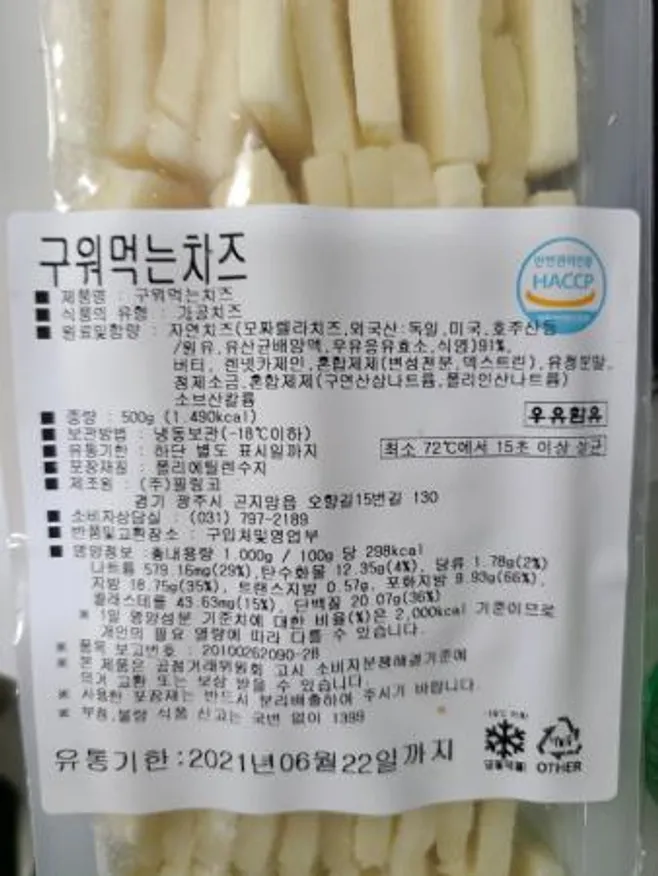 구워먹는치즈
안전관리인증
HACCP
■ 제품명 : 구워먹는치즈
■ 식품의 유형 : 가공치즈
■ 원료및함량 : 자연치즈(모짜렐라치즈,외국산:독일,미국,호주산등
/원유,유산균배양액,우유응유효소,식염)91%,
버터, 렌넷카제인,혼합제제(변성전분,덱스트린),유청분말,
정제소금,혼합제제(구연산삼나트륨,폴리인산나트륨)
소브산칼륨
■ 중량 : 500g (1.490kcal)
우유함유
■ 보관방법 : 냉동보관(-18℃이하)
■ 유통기한 : 하단 별도 표시일까지
최소 72℃에서 15초 이상 살균
■ 포장재질 : 폴리에틸렌수지
■ 제조원 : (주)필링코
경기 광주시 곤지암읍 오향길15번길 130
■ 소비자상담실 : (031) 797-2189
■ 반품및교환장소 : 구입처및영업부
■ 영양정보 :총내용량 1.000g / 100g 당 298kcal
나트륨 579.16mg(29%),탄수화물 12.35g(4%), 당류 1.78g(2%)
지방 18.75g(35%), 트랜스지방 0.57g, 포화지방 9.93g(66%),
콜레스테롤 43.63mg(15%), 단백질 20.07g(36%)
※ 1일 영양성분 기준치에 대한 비율(%)은 2,000kcal 기준이므로
개인의 필요 열량에 따라 다를 수 있습니다.
※ 품목 보고번호 : 20100262090-28
※ 본 제품은 공정거래위원회 고시 소비자분쟁해결기준에
의거 교환 또는 보상 받을 수 있습니다.
※ 사용한 포장재는 반드시 분리배출하여 주시기 바랍니다.
※ 부정,불량 식품 신고는 국번 없이 1399
-18℃ 이하
냉동식품
OTHER
유통기한:2021년06월22일까지